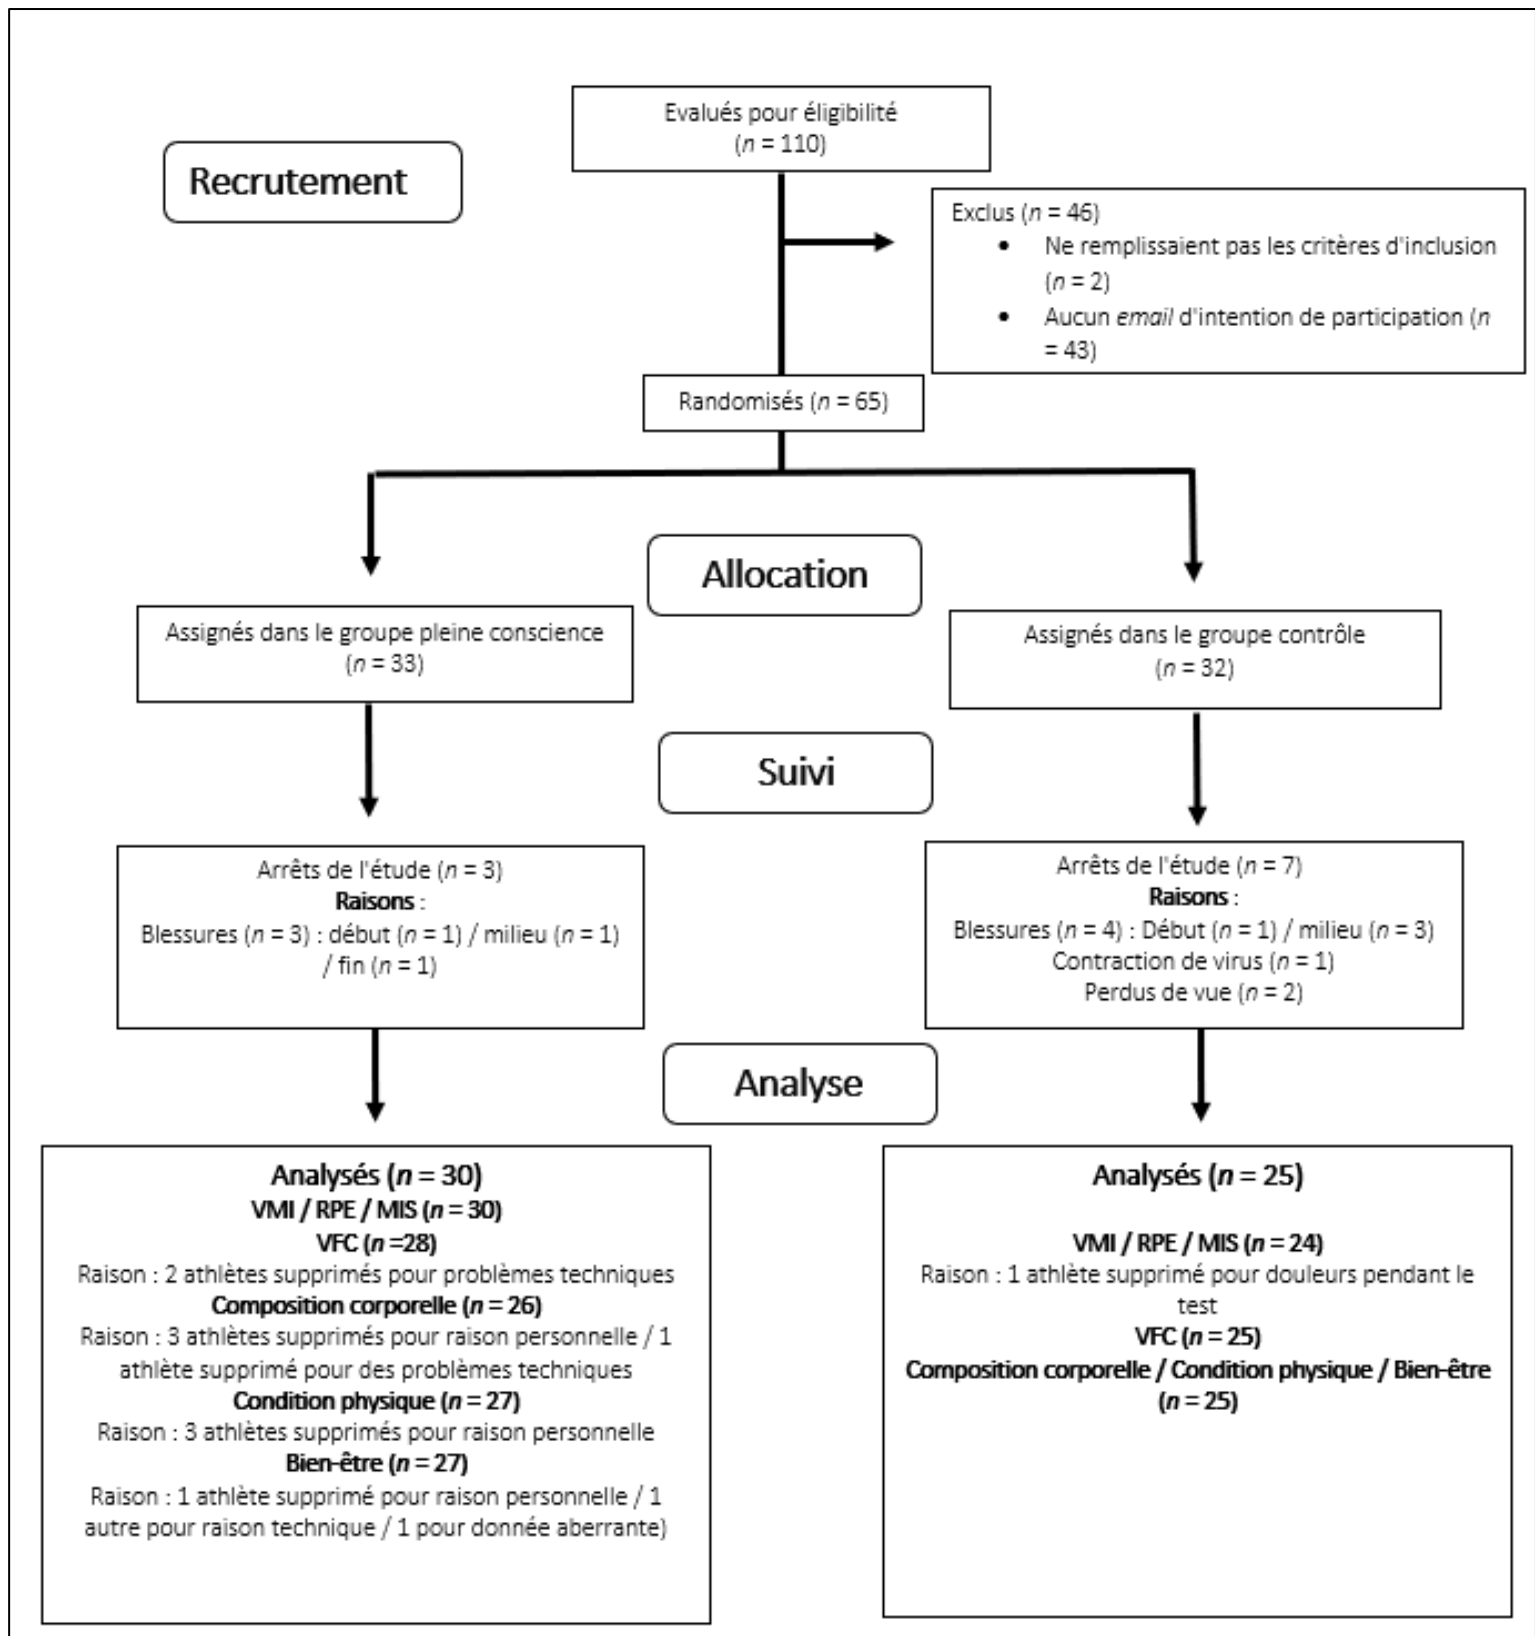 Evalués pour éligibilité
(n = 110)
Recrutement
Exclus (n = 46)
• Ne remplissaient pas les critères d'inclusion
(n = 2)
• Aucun email d'intention de participation (n
= 43)
Randomisés (n = 65)
Allocation
Assignés dans le groupe pleine conscience
(n = 33)
Assignés dans le groupe contrôle
(n = 32)
Suivi
Arrêts de l'étude (n = 3)
Raisons :
Blessures (n = 3) : début (n = 1) / milieu (n = 1)
/ fin (n = 1)
Arrêts de l'étude (n = 7)
Raisons :
Blessures (n = 4) : Début (n = 1) / milieu (n = 3)
Contraction de virus (n = 1)
Perdus de vue (n = 2)
Analyse
Analysés (n = 30)
VMI / RPE / MIS (n = 30)
VFC (n =28)
Raison : 2 athlètes supprimés pour problèmes techniques
Composition corporelle (n = 26)
Raison : 3 athlètes supprimés pour raison personnelle / 1
athlète supprimé pour des problèmes techniques
Condition physique (n = 27)
Raison : 3 athlètes supprimés pour raison personnelle
Bien-être (n = 27)
Raison : 1 athlète supprimé pour raison personnelle / 1
autre pour raison technique / 1 pour donnée aberrante)
Analysés (n = 25)
VMI / RPE / MIS (n = 24)
Raison : 1 athlète supprimé pour douleurs pendant le
test
VFC (n = 25)
Composition corporelle / Condition physique / Bien-être
(n = 25)